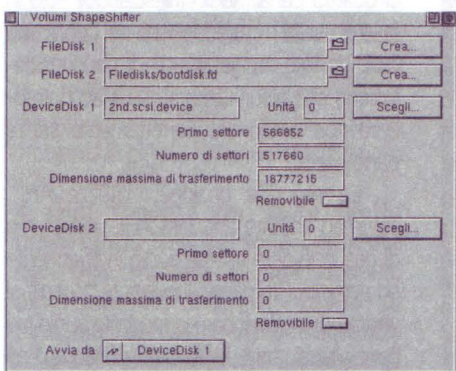 Volumi ShapeShifter
FileDisk 1 Crea...
FileDisk 2 Filedisks/bootdisk.fd Crea...
DeviceDisk 1 2nd.scsi.device Unità 0 Scegli...
Primo settore 566852
Numero di settori 517660
Dimensione massima di trasferimento 16777215
Removibile
DeviceDisk 2 Unità 0 Scegli...
Primo settore 0
Numero di settori 0
Dimensione massima di trasferimento 0
Removibile
Avvia da DeviceDisk 1